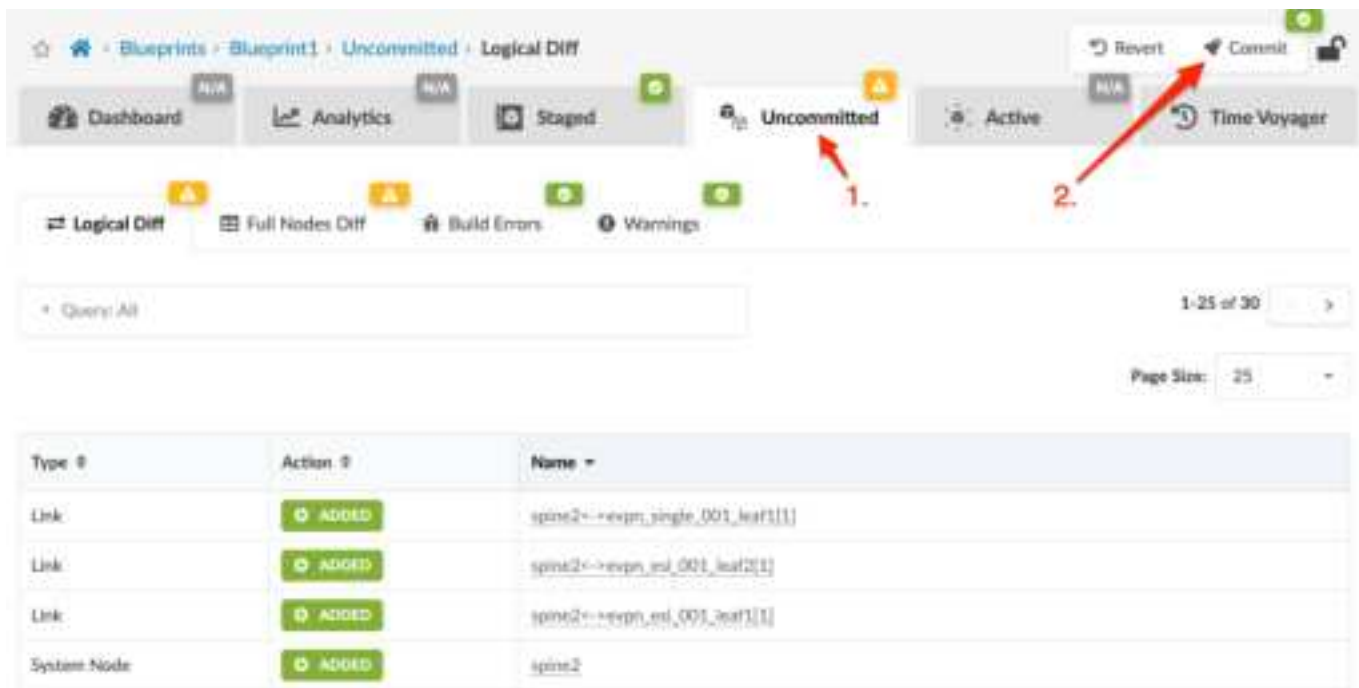 Blueprints › Blueprint1 › Uncommitted › Logical Diff
Revert Commit
N/A N/A N/A
Dashboard Analytics Staged Uncommitted Active Time Voyager
1. 2.
Logical Diff Full Nodes Diff Build Errors Warnings
Query: All 1-25 of 30
Page Size: 25
Type Action Name
Link ADDED spine2<->evpn_single_001_leaf1[1]
Link ADDED spine2<->evpn_esi_001_leaf2[1]
Link ADDED spine2<->evpn_esi_001_leaf1[1]
System Node ADDED spine2